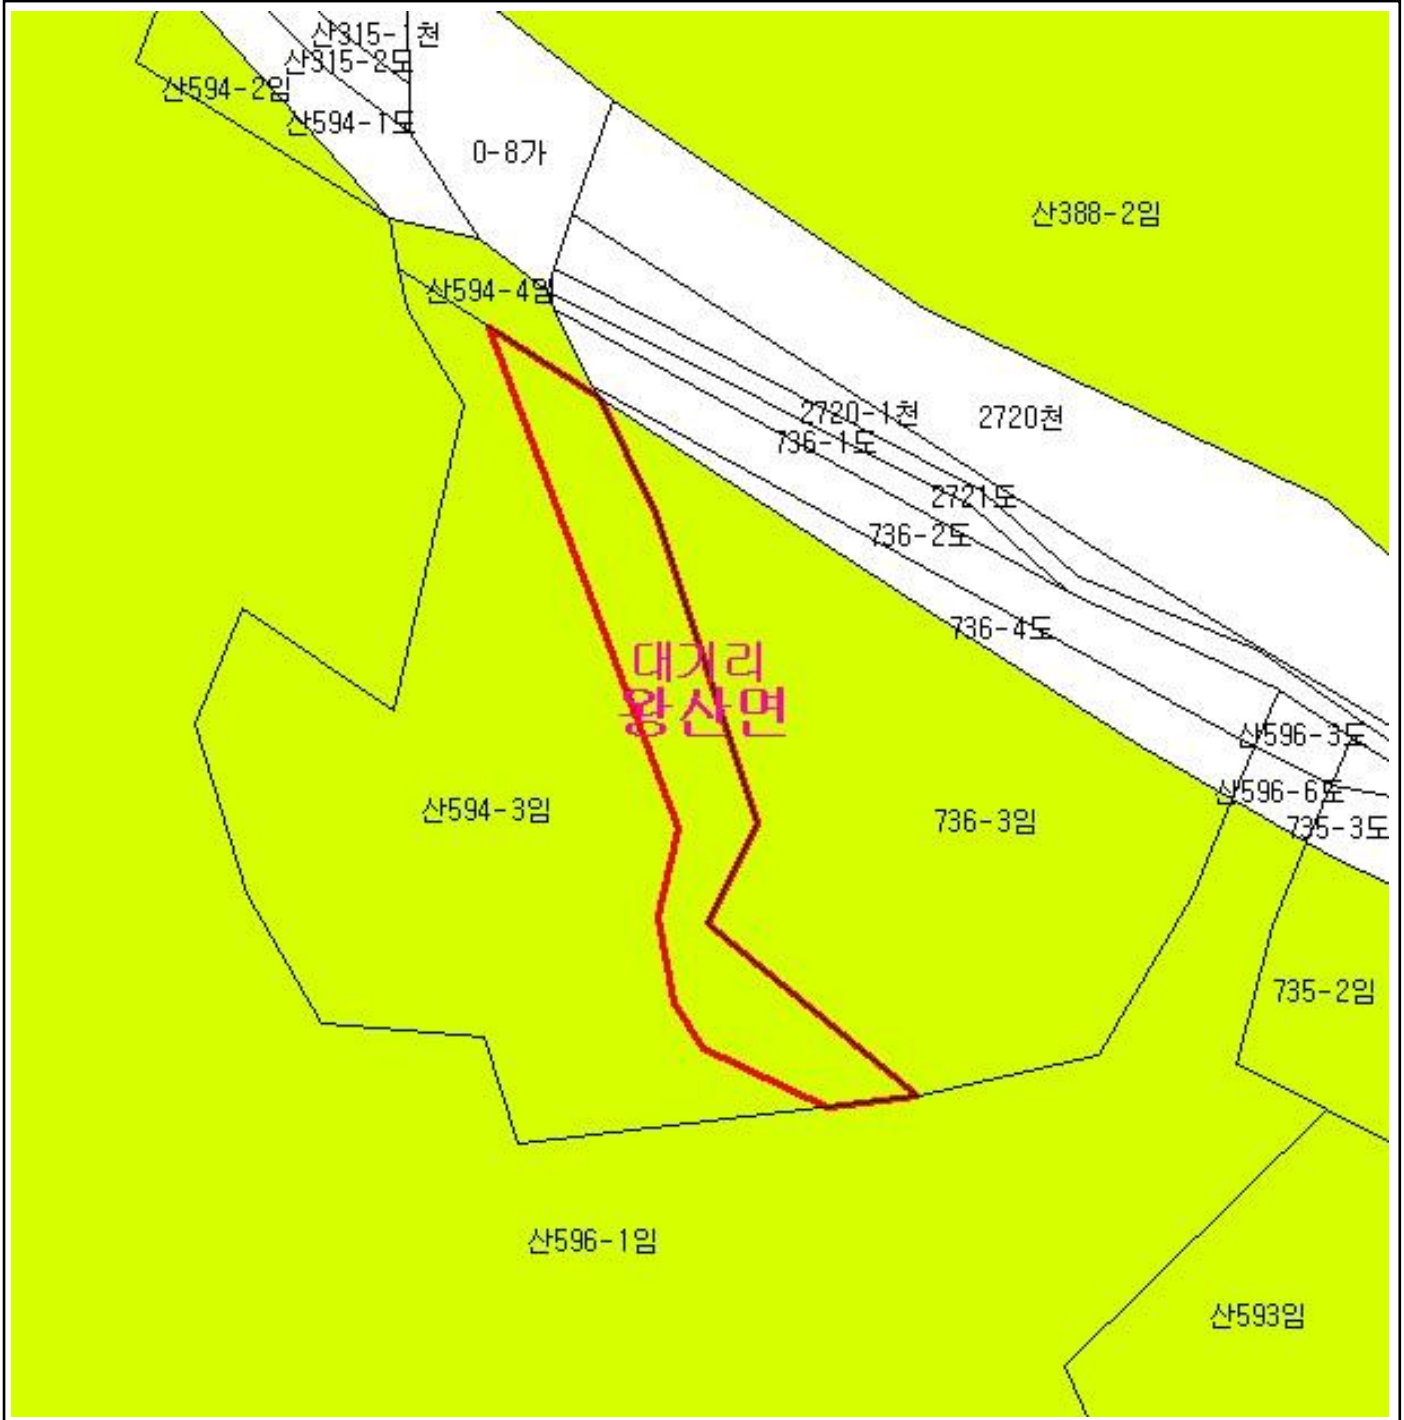 산315-1천
산315-2도
산594-2임
산594-1도
0-8가
산388-2임
산594-4임
2720-1천
2720천
736-1도
2721도
736-2도
736-4도
대기리
왕산면
산596-3도
산596-6도
산594-3임
736-3임
735-3도
735-2임
산596-1임
산593임